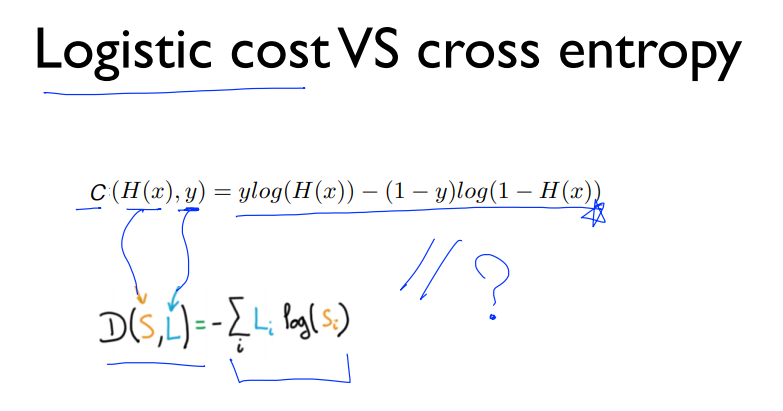 Logistic cost VS cross entropy
C:(H(x), y) = ylog(H(x)) − (1 − y)log(1 − H(x))
// ?
D(S,L) = - ∑i Li log(Si)